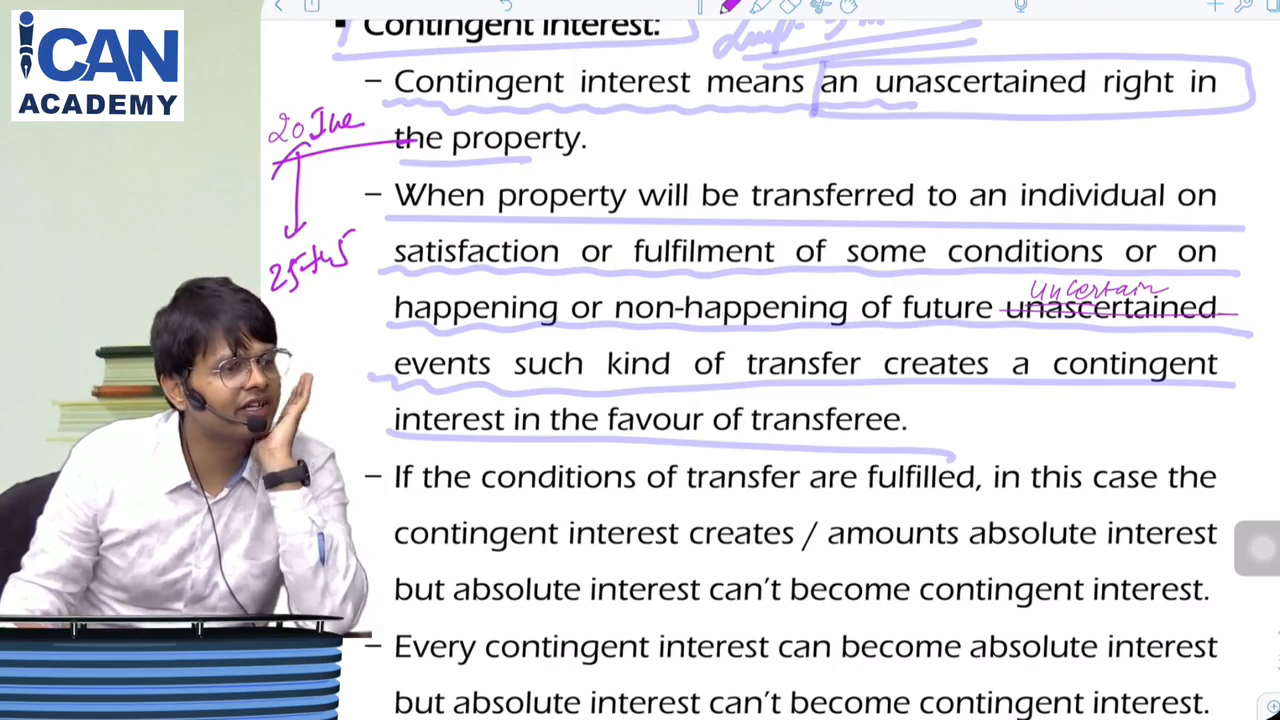 iCAN
ACADEMY
▪ Contingent interest:
– Contingent interest means an unascertained right in
the property.
– When property will be transferred to an individual on
satisfaction or fulfilment of some conditions or on
uncertain
happening or non-happening of future unascertained
events such kind of transfer creates a contingent
interest in the favour of transferee.
– If the conditions of transfer are fulfilled, in this case the
contingent interest creates / amounts absolute interest
but absolute interest can't become contingent interest.
– Every contingent interest can become absolute interest
but absolute interest can't become contingent interest.